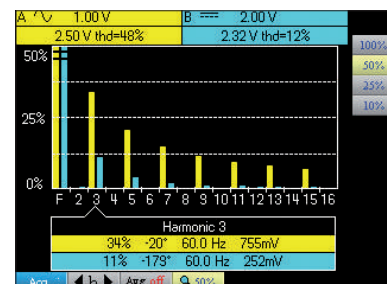 A 1.00 V B 2.00 V
2.50 V thd=48% 2.32 V thd=12%
100%
50% 50%
25%
10%
25%
0%
F 2 3 4 5 6 7 8 9 10 11 12 13 14 15 16
Harmonic 3
34% -20° 60.0 Hz 755mV
11% -179° 60.0 Hz 252mV
Acq 1h Avg off 50%